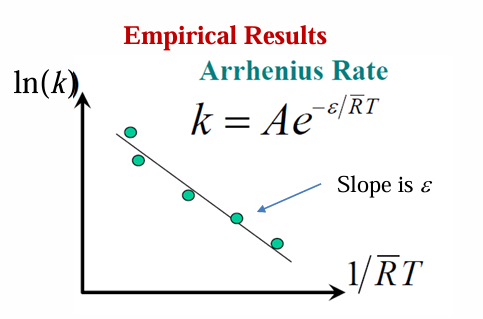 Empirical Results
Arrhenius Rate
ln(k)
k = Ae^{-ε/R̅T}
Slope is ε
1/R̅T